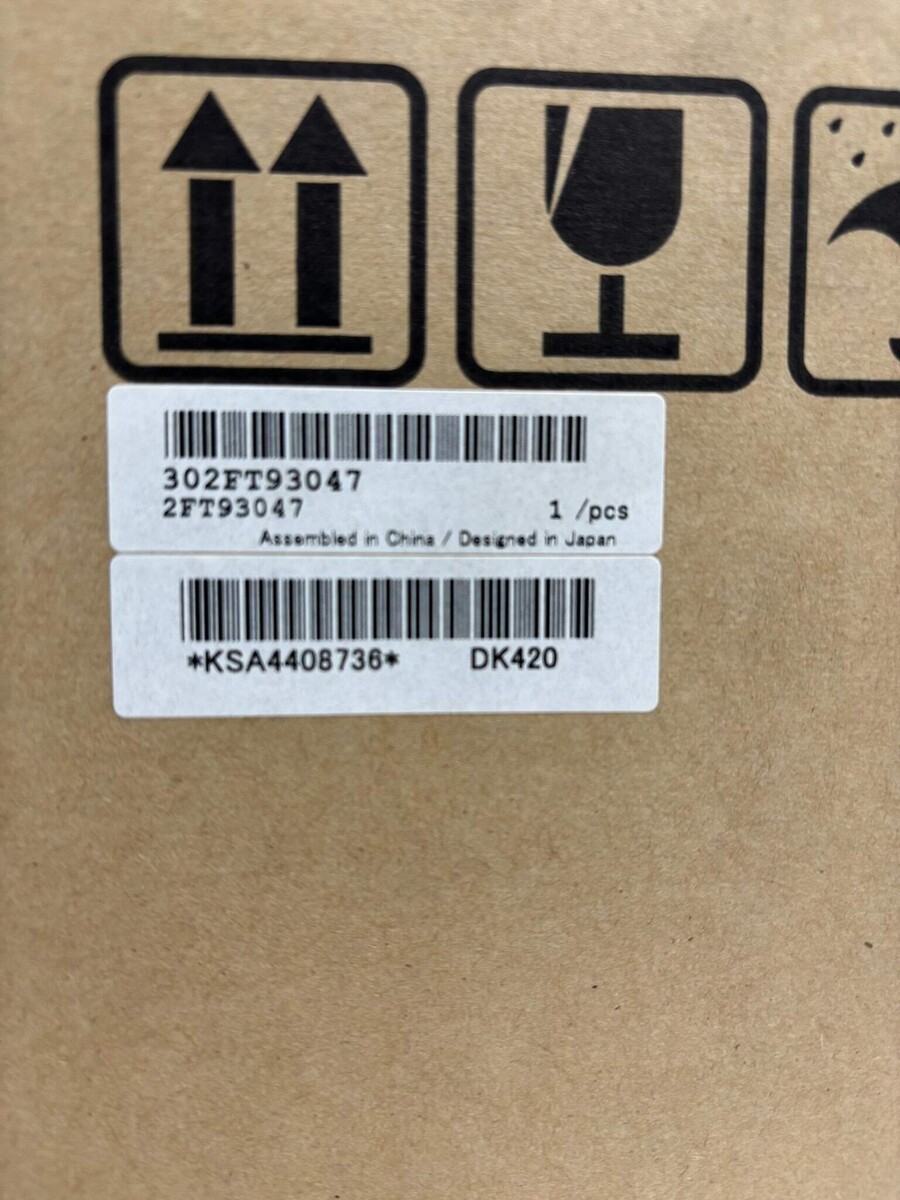 302FT93047
2FT93047 1 /pcs
Assembled in China / Designed in Japan
*KSA4408736* DK420